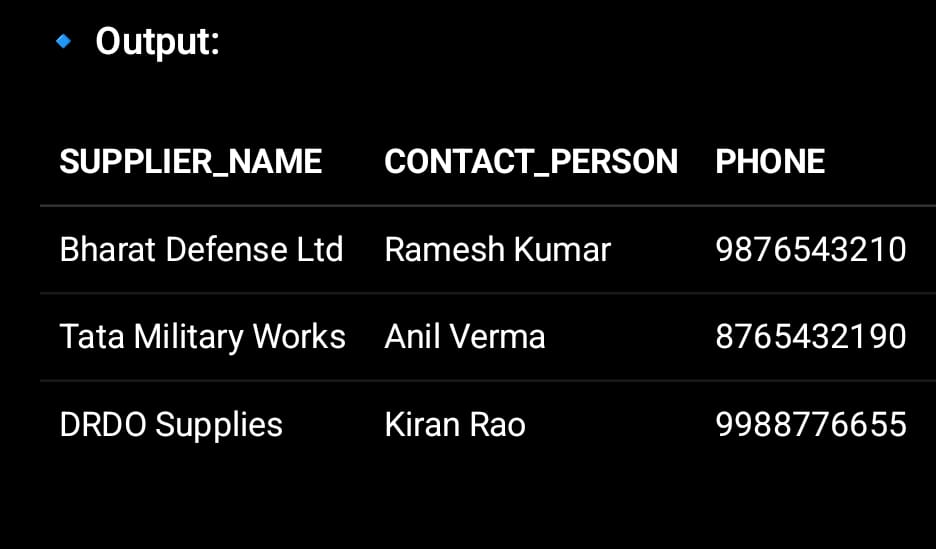 Output:
SUPPLIER_NAME CONTACT_PERSON PHONE
Bharat Defense Ltd Ramesh Kumar 9876543210
Tata Military Works Anil Verma 8765432190
DRDO Supplies Kiran Rao 9988776655